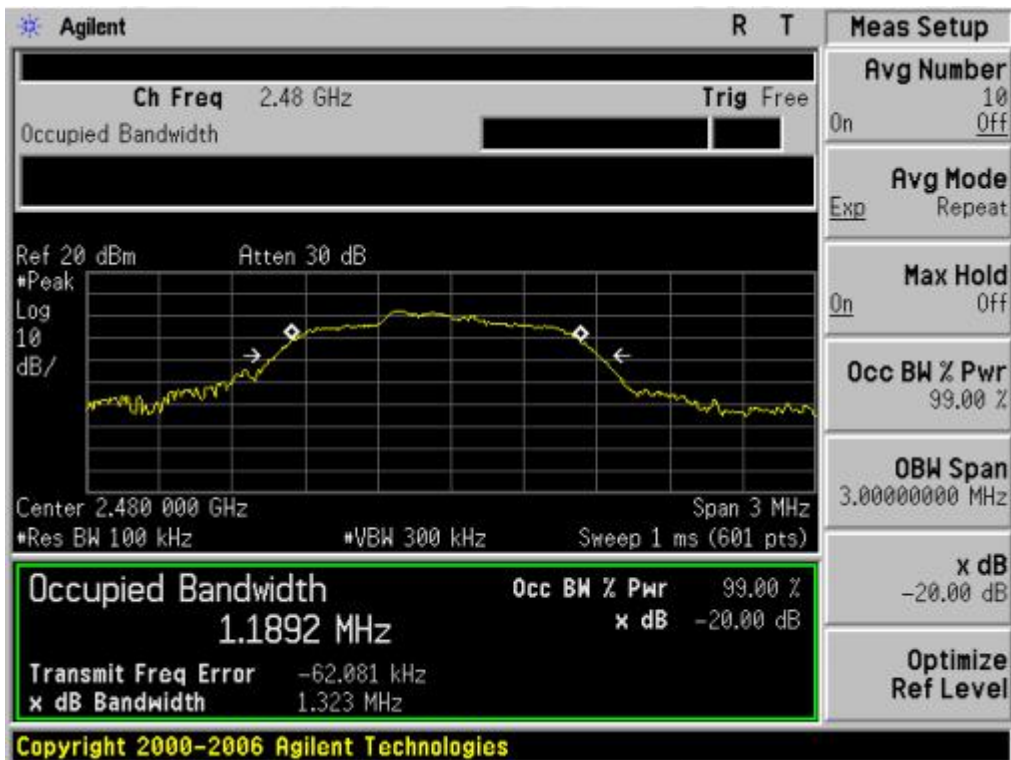 Agilent R T
Ch Freq 2.48 GHz Trig Free
Occupied Bandwidth
Ref 20 dBm Atten 30 dB
#Peak
Log
10
dB/
Center 2.480 000 GHz Span 3 MHz
#Res BW 100 kHz #VBW 300 kHz Sweep 1 ms (601 pts)
Occupied Bandwidth Occ BW % Pwr 99.00 %
1.1892 MHz x dB -20.00 dB
Transmit Freq Error -62.081 kHz
x dB Bandwidth 1.323 MHz
Copyright 2000-2006 Agilent Technologies
Meas Setup
Avg Number
10
On Off
Avg Mode
Exp Repeat
Max Hold
On Off
Occ BW % Pwr
99.00 %
OBW Span
3.00000000 MHz
x dB
-20.00 dB
Optimize
Ref Level